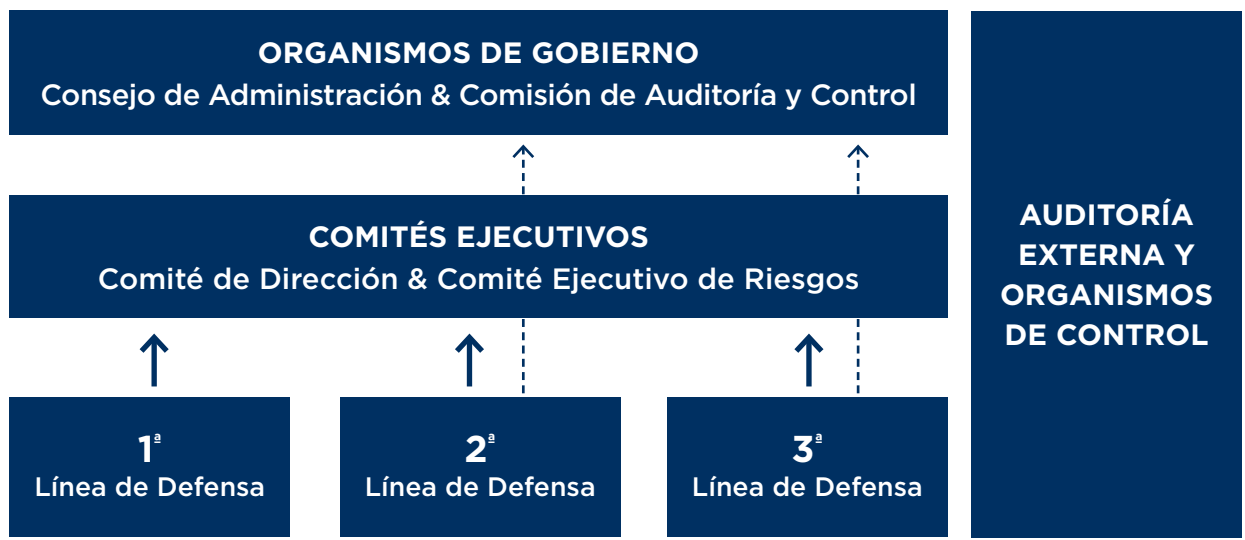 ORGANISMOS DE GOBIERNO
Consejo de Administración & Comisión de Auditoría y Control
COMITÉS EJECUTIVOS
Comité de Dirección & Comité Ejecutivo de Riesgos
1ª
Línea de Defensa
2ª
Línea de Defensa
3ª
Línea de Defensa
AUDITORÍA
EXTERNA Y
ORGANISMOS
DE CONTROL